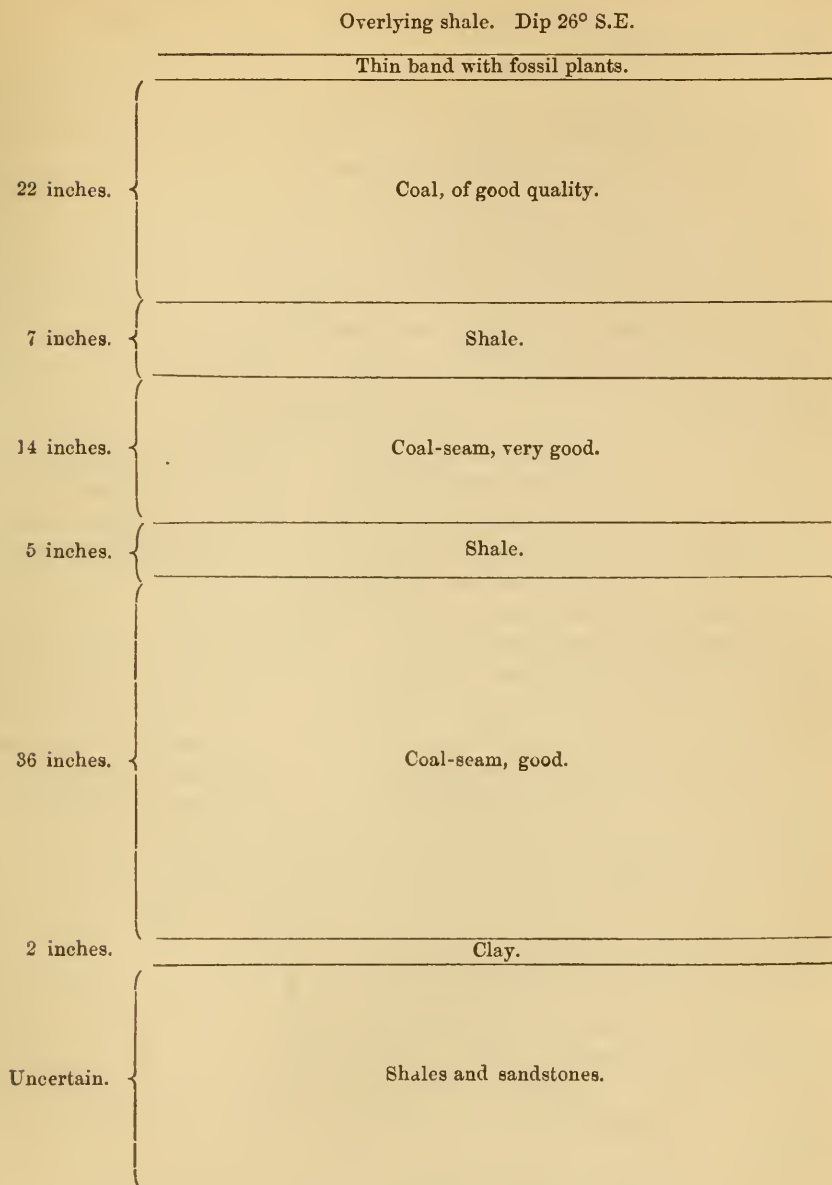 Overlying shale. Dip 26° S.E.
Thin band with fossil plants.
22 inches. Coal, of good quality.
7 inches. Shale.
14 inches. Coal-seam, very good.
5 inches. Shale.
36 inches. Coal-seam, good.
2 inches. Clay.
Uncertain. Shales and sandstones.